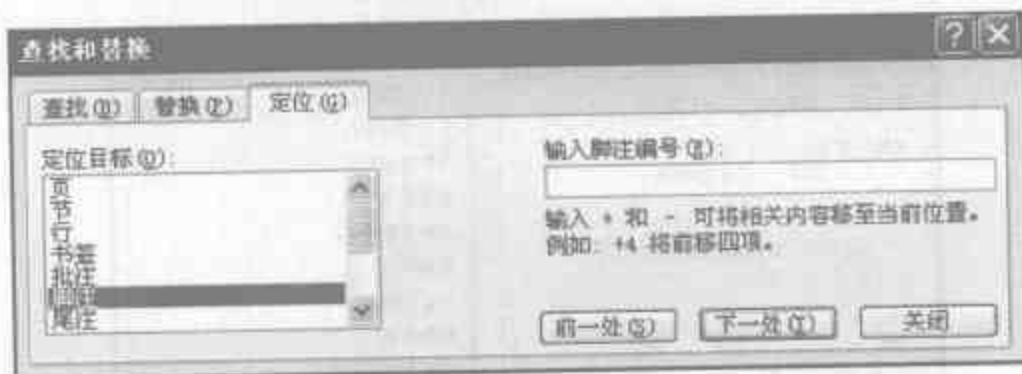 查找和替换
查找(D) 替换(P) 定位(G)
定位目标(O):
页
节
行
书签
批注
脚注
尾注
输入脚注编号(E):
输入 + 和 - 可将相关内容移至当前位置。
例如: +4 将前移四项。
前一处(S) 下一处(T) 关闭